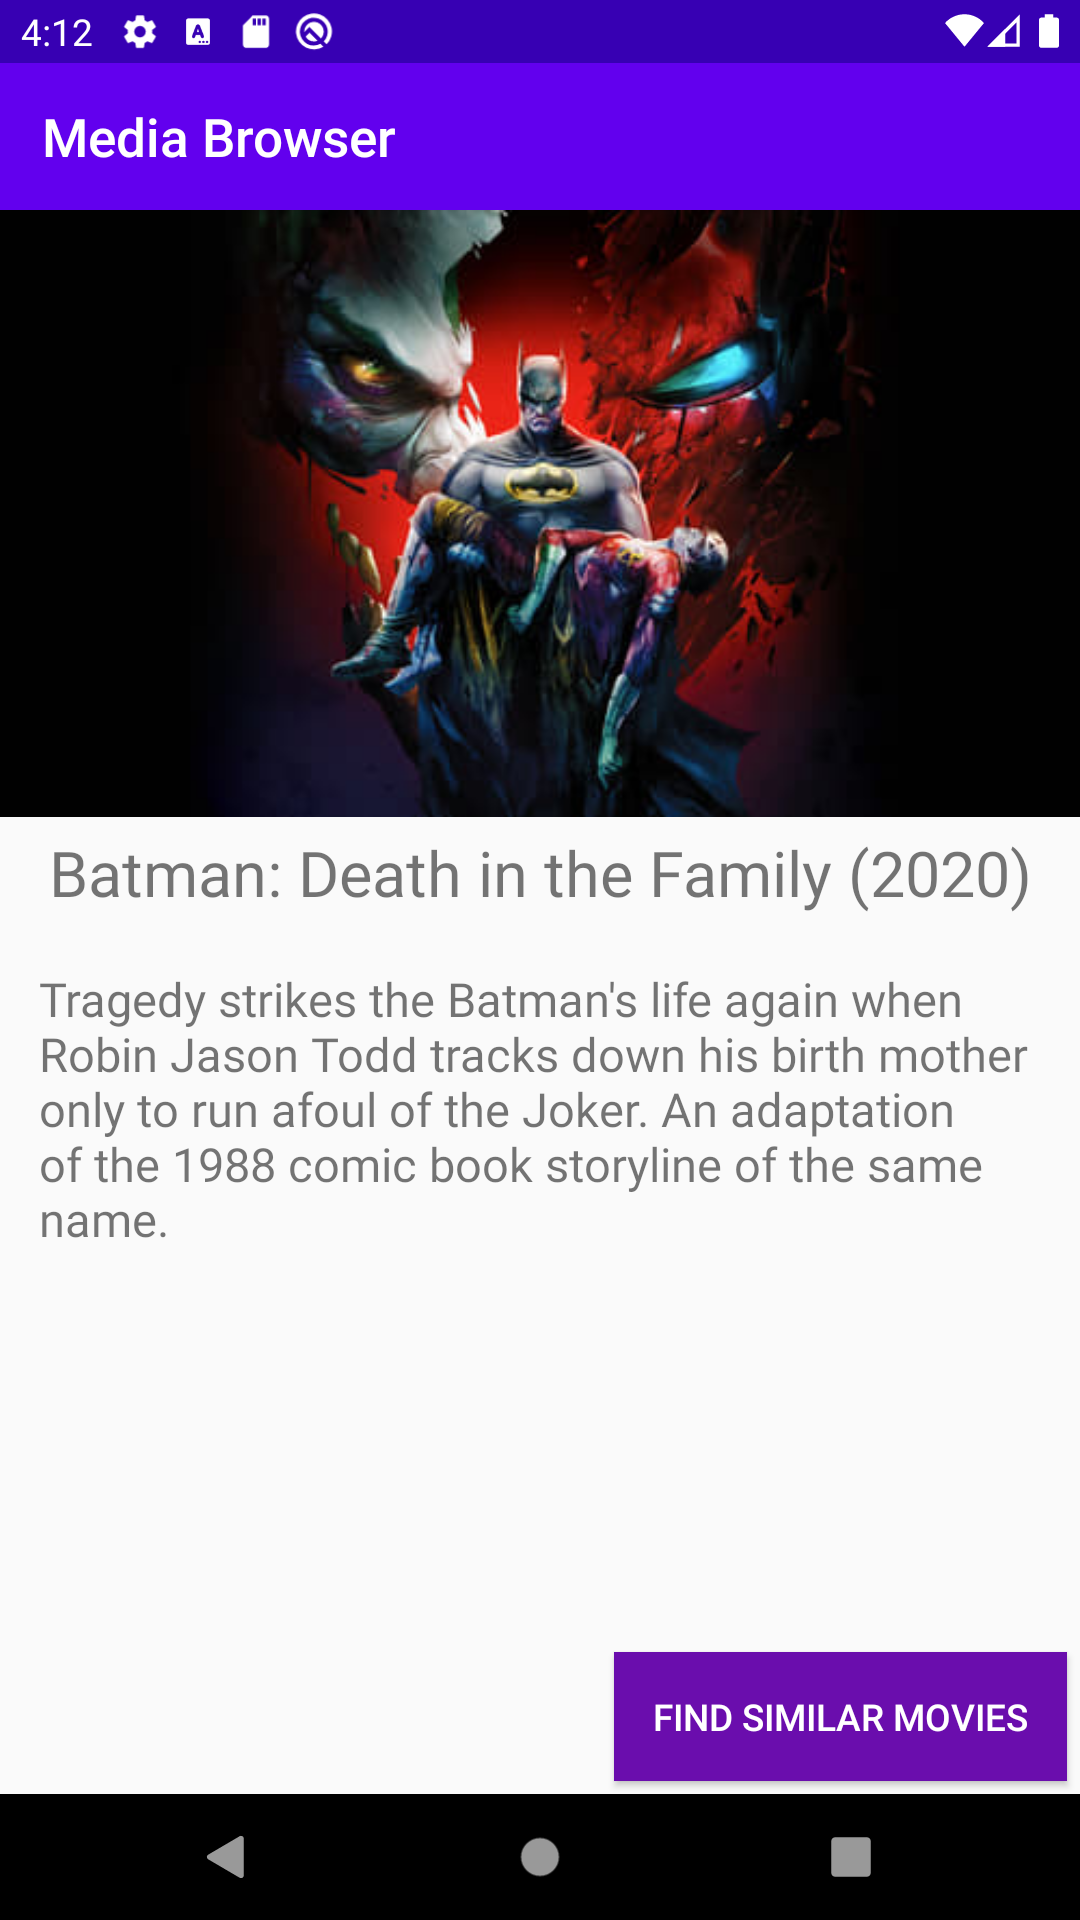 4:12
Media Browser
Batman: Death in the Family (2020)
Tragedy strikes the Batman's life again when
Robin Jason Todd tracks down his birth mother
only to run afoul of the Joker. An adaptation
of the 1988 comic book storyline of the same
name.
FIND SIMILAR MOVIES